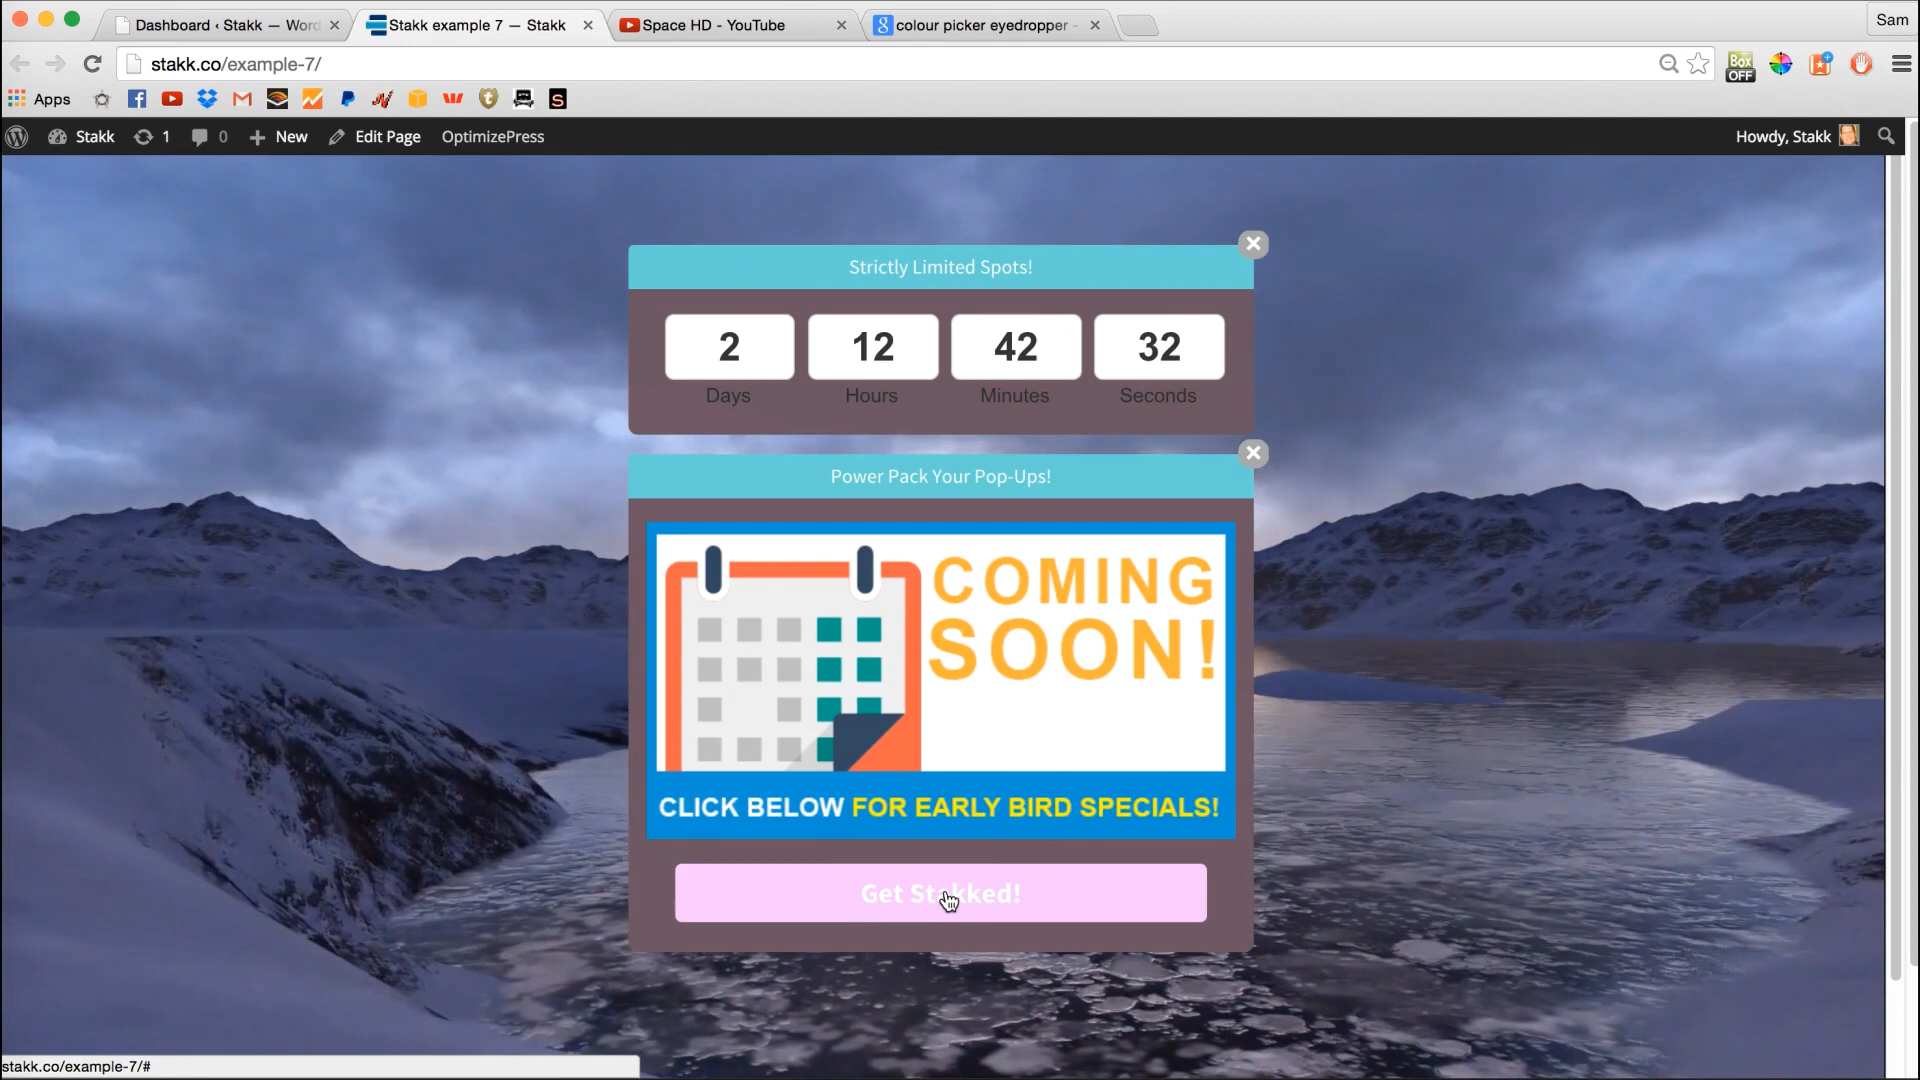 Dashboard ‹ Stakk — Word
Stakk example 7 — Stakk
Space HD - YouTube
colour picker eyedropper -
Sam
stakk.co/example-7/
Box
OFF
Apps
Stakk
1
0
New
Edit Page
OptimizePress
Howdy, Stakk
Strictly Limited Spots!
2
12
42
32
Days
Hours
Minutes
Seconds
Power Pack Your Pop-Ups!
COMING
SOON!
CLICK BELOW FOR EARLY BIRD SPECIALS!
Get Stakked!
stakk.co/example-7/#